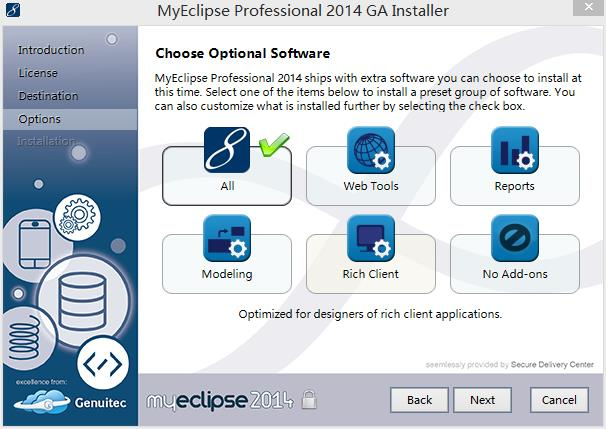 MyEclipse Professional 2014 GA Installer
Introduction
License
Destination
Options
Installation
Choose Optional Software
MyEclipse Professional 2014 ships with extra software you can choose to install at
this time. Select one of the items below to install a preset group of software. You
can also customize what is installed further by selecting the check box.
All
Web Tools
Reports
Modeling
Rich Client
No Add-ons
Optimized for designers of rich client applications.
seemlessly provided by Secure Delivery Center
excellence from:
Genuitec
myeclipse2014
Back
Next
Cancel